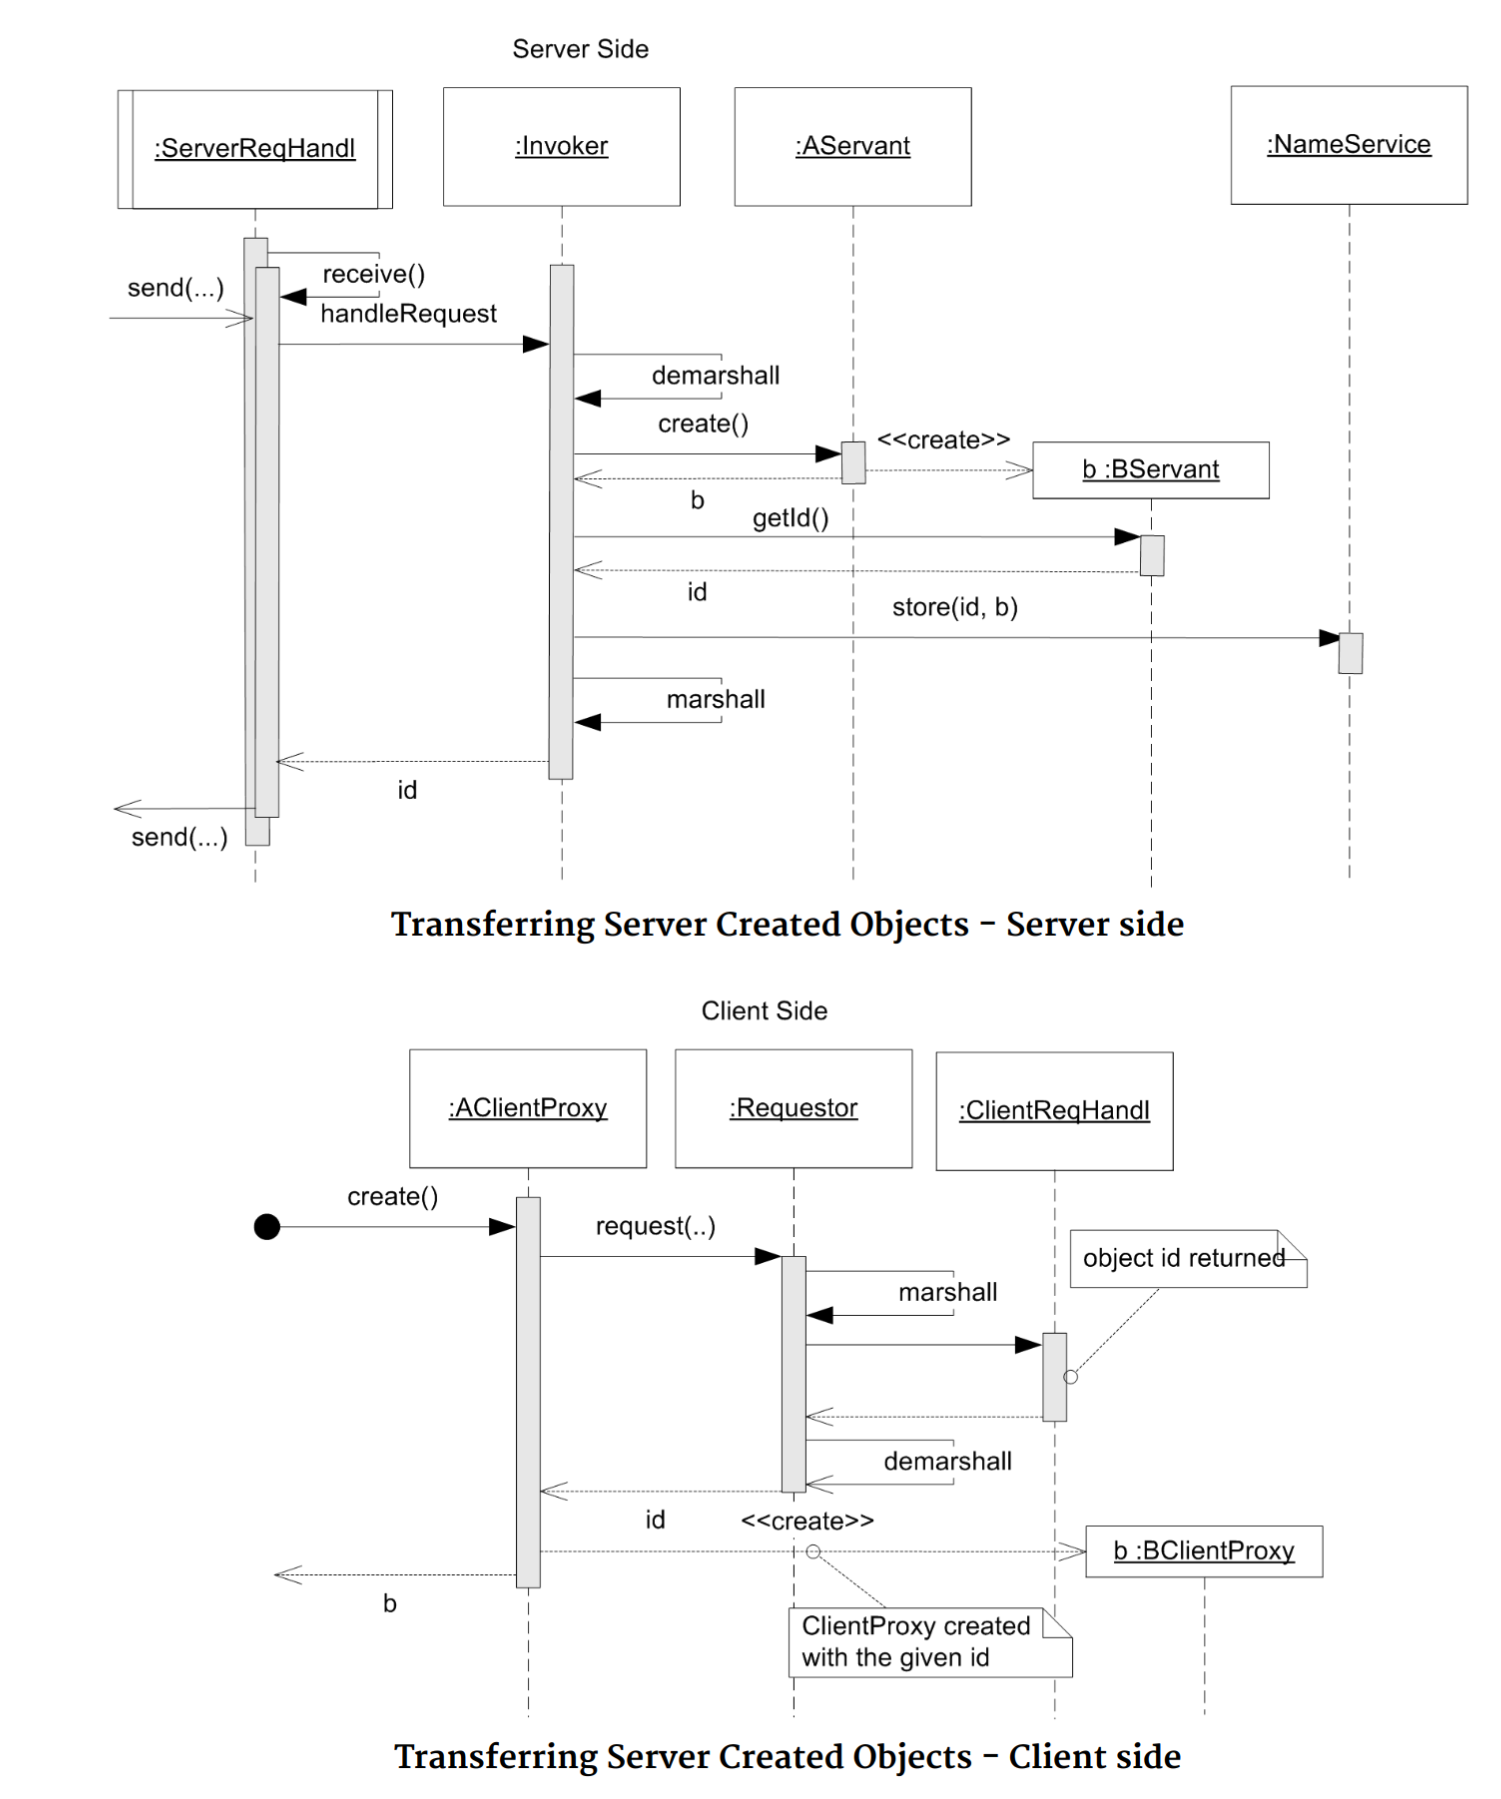 Server Side
:ServerReqHandl
:Invoker
:AServant
:NameService
receive()
send(...)
handleRequest
demarshall
create()
<<create>>
b :BServant
b
getId()
id
store(id, b)
marshall
id
send(...)
Transferring Server Created Objects - Server side
Client Side
:AClientProxy
:Requestor
:ClientReqHandl
create()
request(..)
object id returned
marshall
demarshall
id
<<create>>
b :BClientProxy
b
ClientProxy created
with the given id
Transferring Server Created Objects - Client side